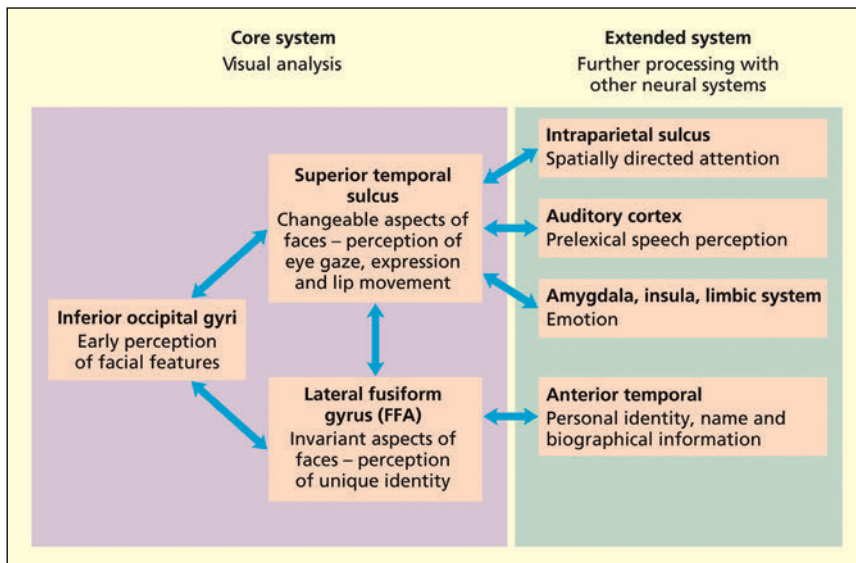 Core system
Visual analysis
Extended system
Further processing with
other neural systems
Inferior occipital gyri
Early perception
of facial features
Superior temporal
sulcus
Changeable aspects of
faces – perception of
eye gaze, expression
and lip movement
Lateral fusiform
gyrus (FFA)
Invariant aspects of
faces – perception
of unique identity
Intraparietal sulcus
Spatially directed attention
Auditory cortex
Prelexical speech perception
Amygdala, insula, limbic system
Emotion
Anterior temporal
Personal identity, name and
biographical information